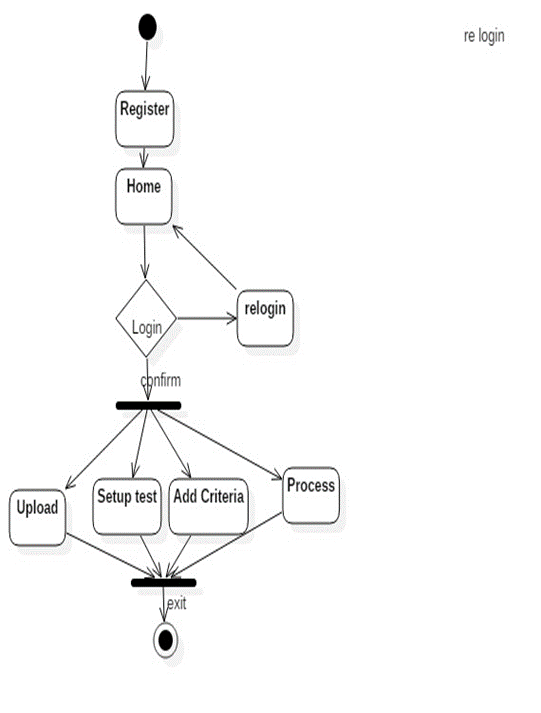 re login
Register
Home
Login
relogin
confirm
Upload
Setup test
Add Criteria
Process
exit